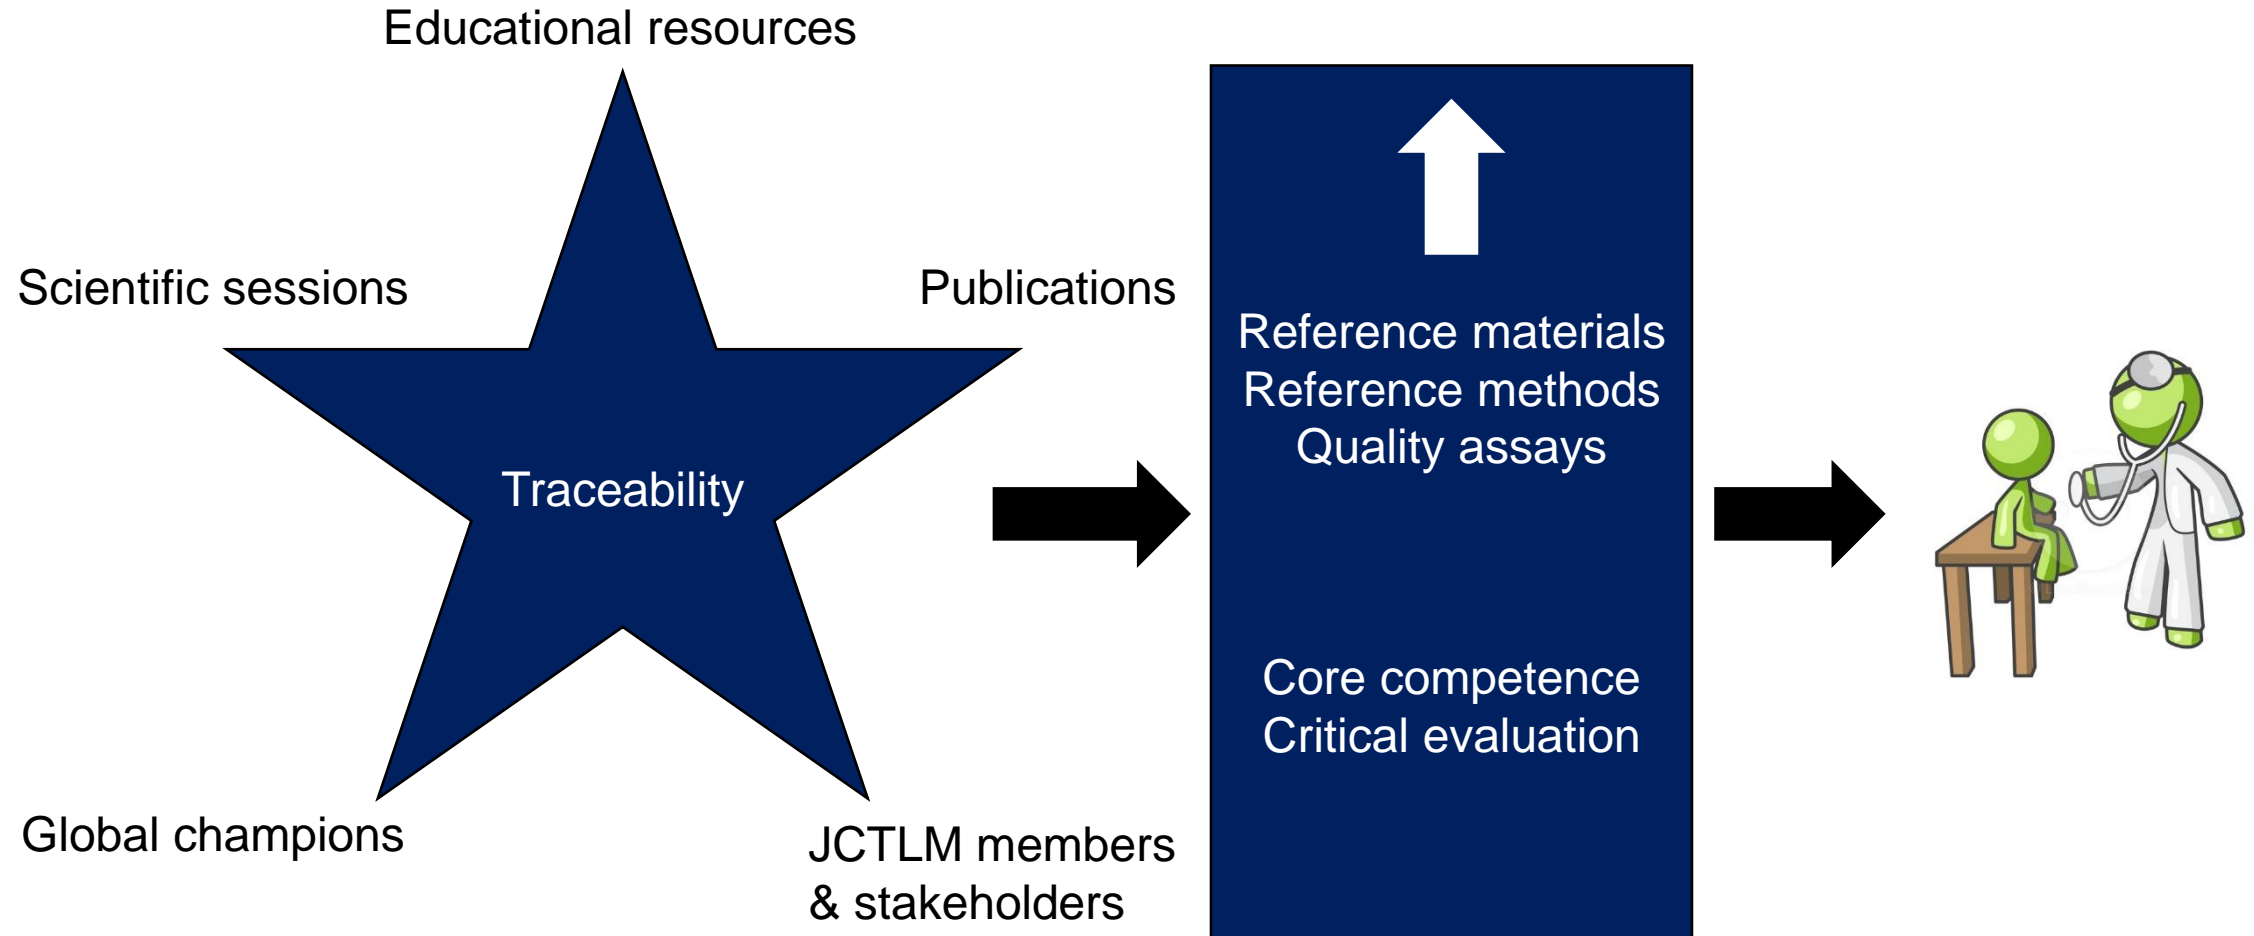 Educational resources
Scientific sessions
Publications
Traceability
Global champions
JCTLM members
& stakeholders
Reference materials
Reference methods
Quality assays
Core competence
Critical evaluation